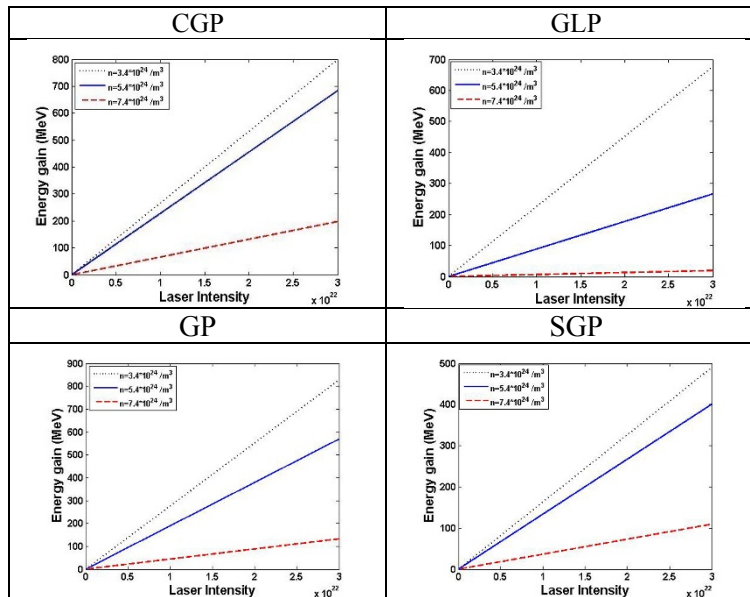 CGP
GLP
n=3.4*10^24 /m^3
n=5.4*10^24 /m^3
n=7.4*10^24 /m^3
Energy gain (MeV)
800
700
600
500
400
300
200
100
0
0 0.5 1 1.5 2 2.5 3
x 10^22
Laser Intensity
n=3.4*10^24 /m^3
n=5.4*10^24 /m^3
n=7.4*10^24 /m^3
Energy gain (MeV)
700
600
500
400
300
200
100
0
0 0.5 1 1.5 2 2.5 3
x 10^22
Laser Intensity
GP
SGP
n=3.4*10^24 /m^3
n=5.4*10^24 /m^3
n=7.4*10^24 /m^3
Energy gain (MeV)
900
800
700
600
500
400
300
200
100
0
0 0.5 1 1.5 2 2.5 3
x 10^22
Laser Intensity
n=3.4*10^24 /m^3
n=5.4*10^24 /m^3
n=7.4*10^24 /m^3
Energy gain (MeV)
500
400
300
200
100
0
0 0.5 1 1.5 2 2.5 3
x 10^22
Laser Intensity